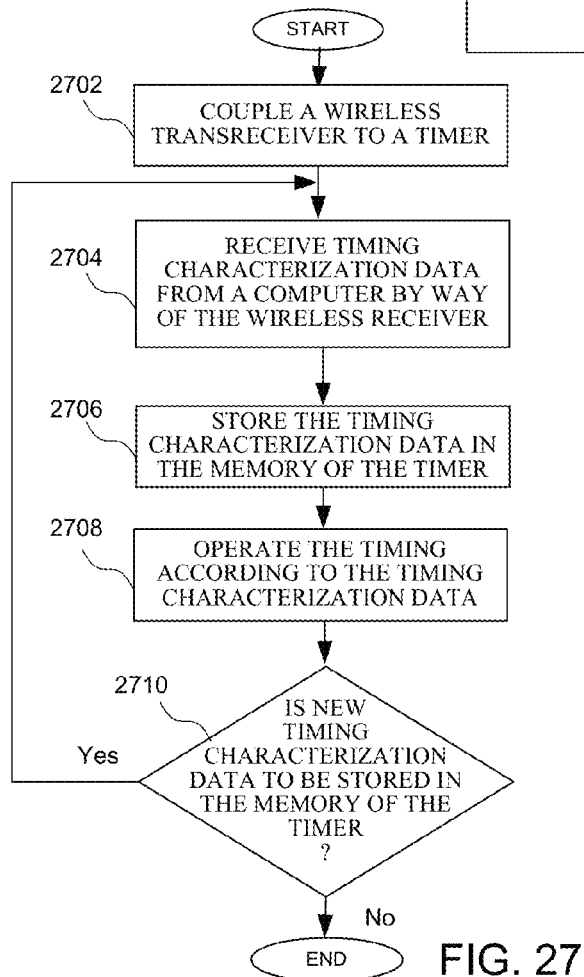 START
2702
COUPLE A WIRELESS
TRANSRECEIVER TO A TIMER
2704
RECEIVE TIMING
CHARACTERIZATION DATA
FROM A COMPUTER BY WAY
OF THE WIRELESS RECEIVER
2706
STORE THE TIMING
CHARACTERIZATION DATA IN
THE MEMORY OF THE TIMER
2708
OPERATE THE TIMING
ACCORDING TO THE TIMING
CHARACTERIZATION DATA
2710
IS NEW
TIMING
CHARACTERIZATION
DATA TO BE STORED IN
THE MEMORY OF THE
TIMER
?
Yes
No
END
FIG. 27